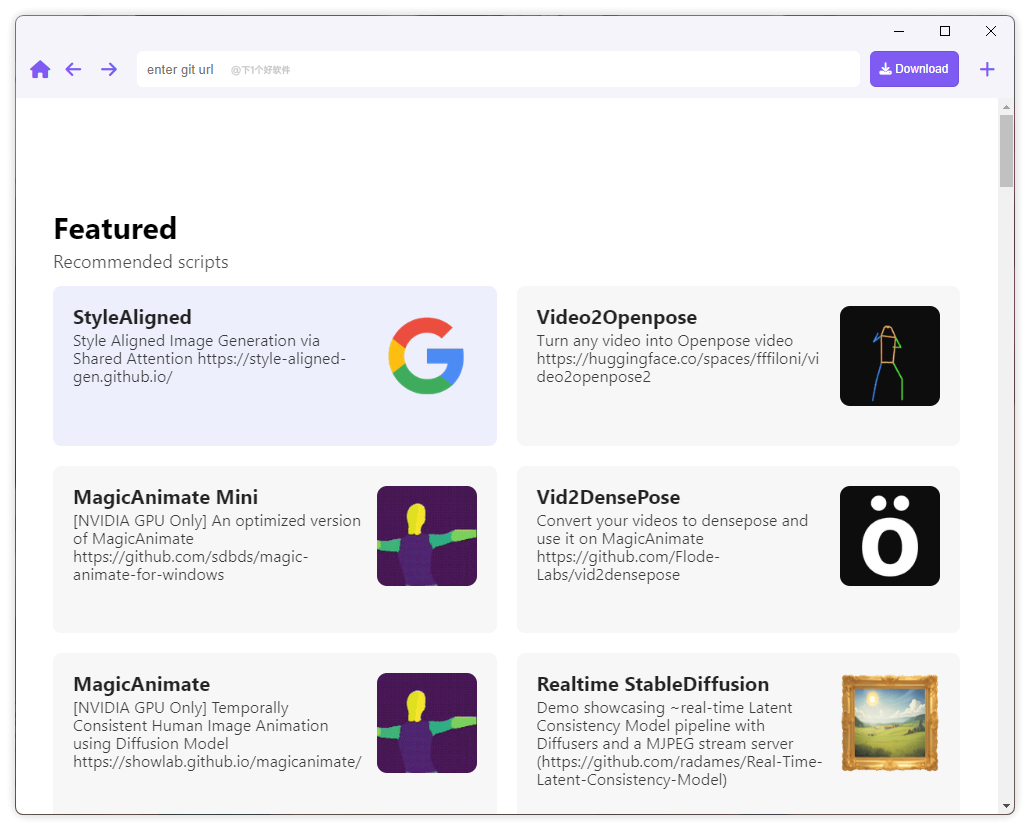 enter git url @下1个好软件
Download
Featured
Recommended scripts
StyleAligned
Style Aligned Image Generation via
Shared Attention https://style-aligned-
gen.github.io/
Video2Openpose
Turn any video into Openpose video
https://huggingface.co/spaces/fffiloni/vi
deo2openpose2
MagicAnimate Mini
[NVIDIA GPU Only] An optimized version
of MagicAnimate
https://github.com/sdbds/magic-
animate-for-windows
Vid2DensePose
Convert your videos to densepose and
use it on MagicAnimate
https://github.com/Flode-
Labs/vid2densepose
ö
MagicAnimate
[NVIDIA GPU Only] Temporally
Consistent Human Image Animation
using Diffusion Model
https://showlab.github.io/magicanimate/
Realtime StableDiffusion
Demo showcasing ~real-time Latent
Consistency Model pipeline with
Diffusers and a MJPEG stream server
(https://github.com/radames/Real-Time-
Latent-Consistency-Model)